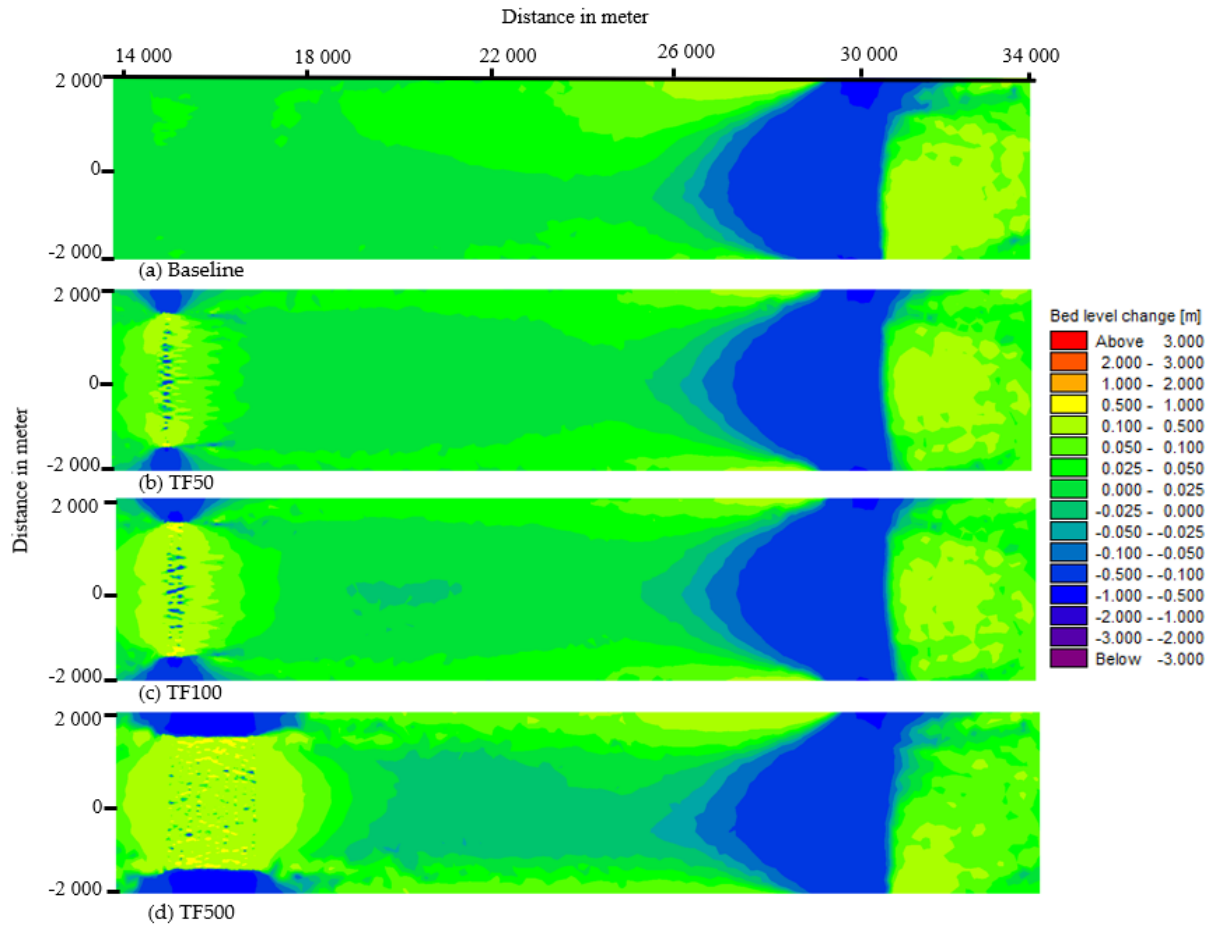 Distance in meter
14 000 18 000 22 000 26 000 30 000 34 000
2 000
0
-2 000
(a) Baseline
2 000
0
-2 000
(b) TF50
2 000
0
-2 000
(c) TF100
2 000
0
-2 000
(d) TF500
Distance in meter
Bed level change [m]
Above 3.000
2.000 - 3.000
1.000 - 2.000
0.500 - 1.000
0.100 - 0.500
0.050 - 0.100
0.025 - 0.050
0.000 - 0.025
-0.025 - 0.000
-0.050 - -0.025
-0.100 - -0.050
-0.500 - -0.100
-1.000 - -0.500
-2.000 - -1.000
-3.000 - -2.000
Below -3.000